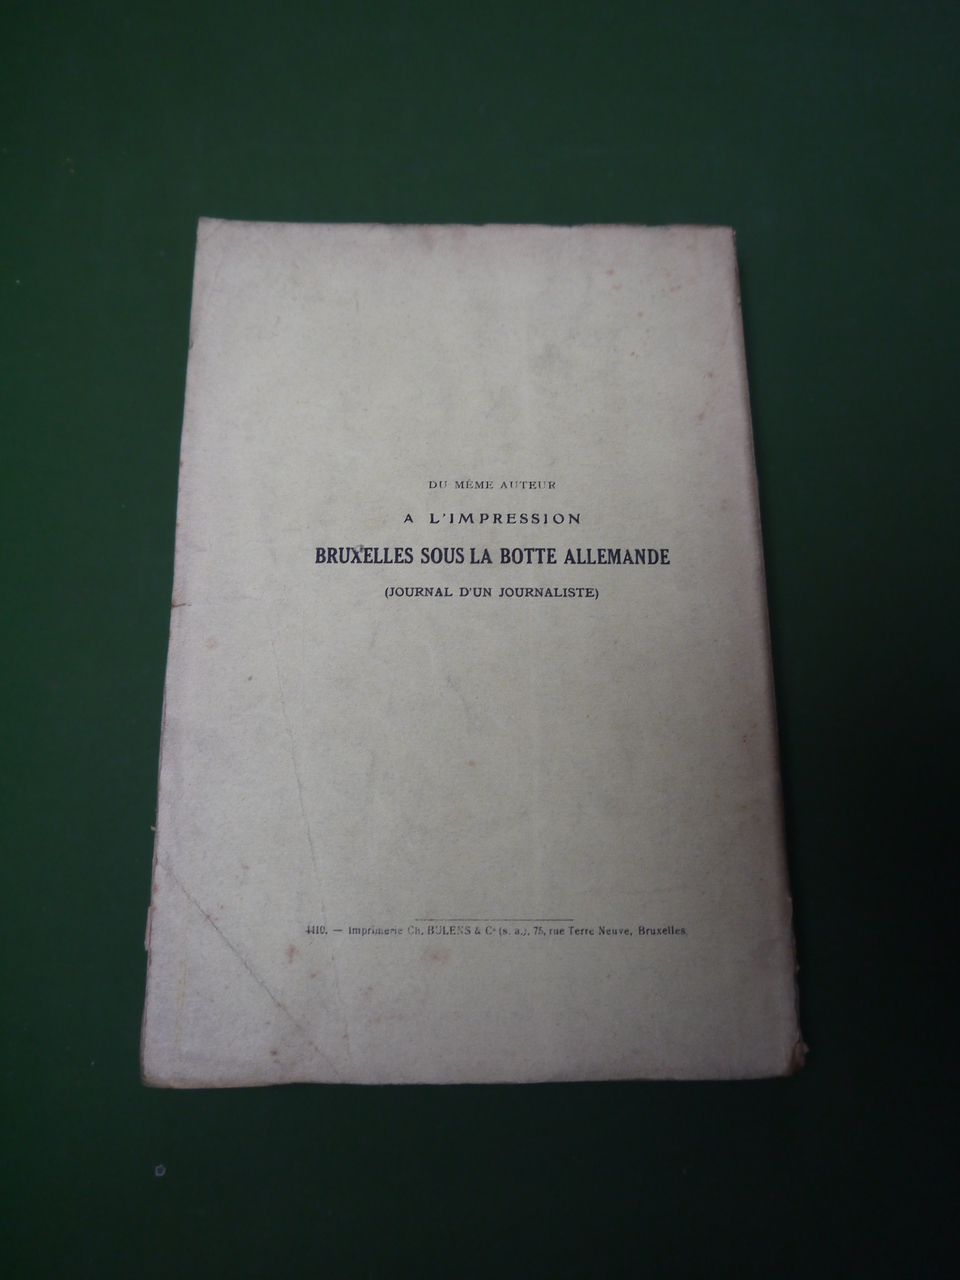 DU MÊME AUTEUR
A L'IMPRESSION
BRUXELLES SOUS LA BOTTE ALLEMANDE
(JOURNAL D'UN JOURNALISTE)
4410. — Imprimerie Ch. BULENS & Cᵉ (s. a.), 75, rue Terre Neuve, Bruxelles.